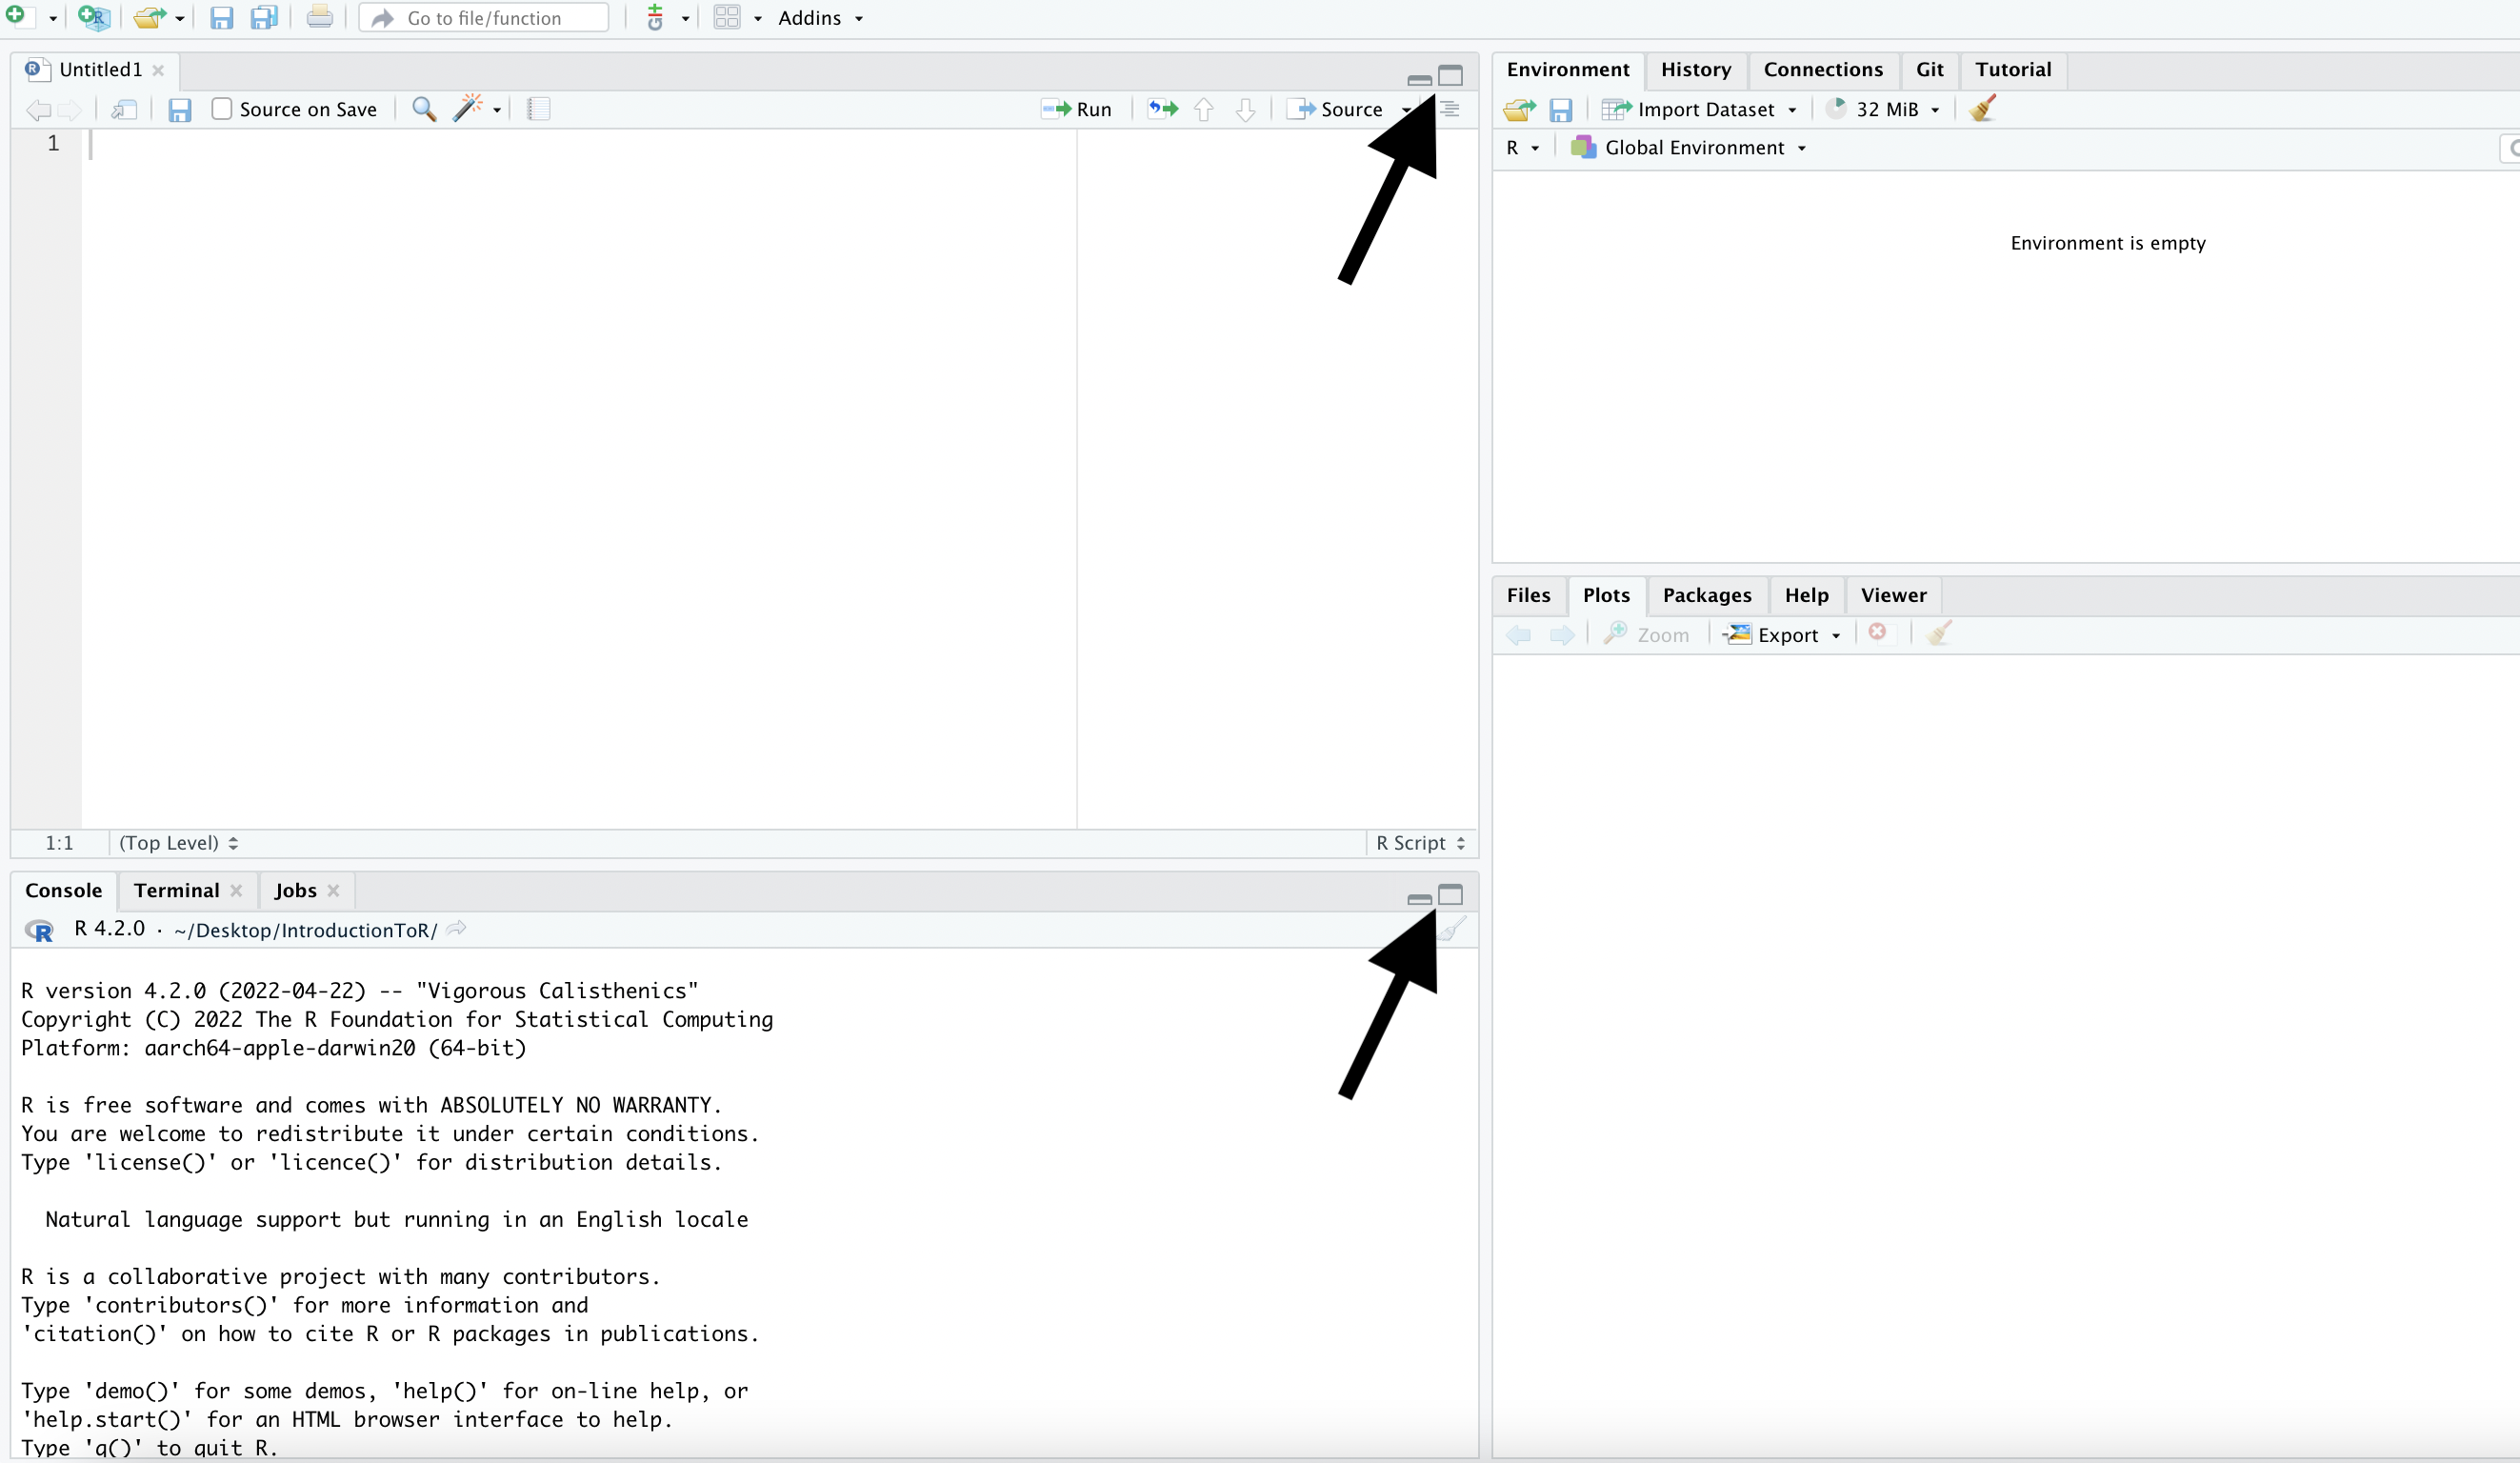 Go to file/function
Git
Addins
Untitled1
Source on Save
Run
Source
1
1:1
(Top Level)
R Script
Console
Terminal
Jobs
R 4.2.0 · ~/Desktop/IntroductionToR/
R version 4.2.0 (2022-04-22) -- "Vigorous Calisthenics"
Copyright (C) 2022 The R Foundation for Statistical Computing
Platform: aarch64-apple-darwin20 (64-bit)
R is free software and comes with ABSOLUTELY NO WARRANTY.
You are welcome to redistribute it under certain conditions.
Type 'license()' or 'licence()' for distribution details.
Natural language support but running in an English locale
R is a collaborative project with many contributors.
Type 'contributors()' for more information and
'citation()' on how to cite R or R packages in publications.
Type 'demo()' for some demos, 'help()' for on-line help, or
'help.start()' for an HTML browser interface to help.
Type 'q()' to quit R.
Environment
History
Connections
Git
Tutorial
Import Dataset
32 MiB
R
Global Environment
Environment is empty
Files
Plots
Packages
Help
Viewer
Zoom
Export